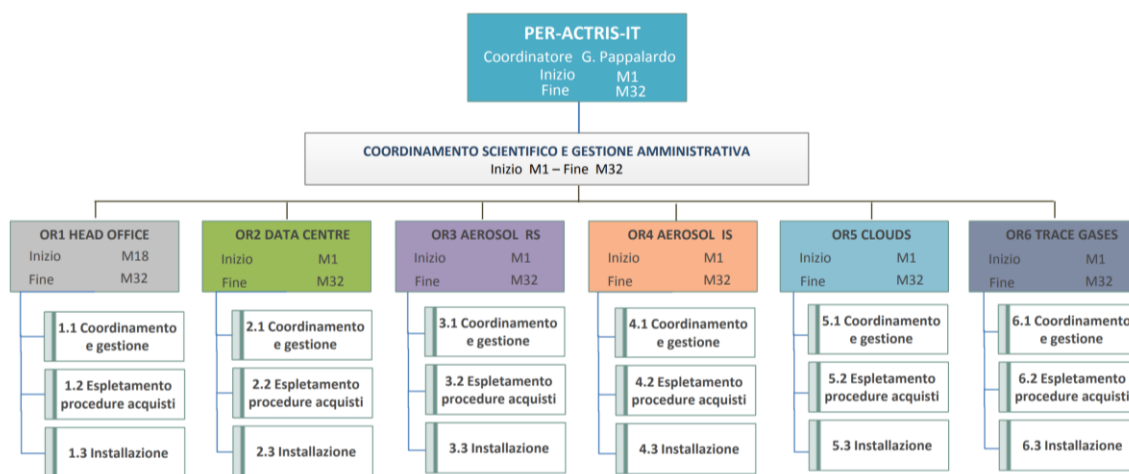 PER-ACTRIS-IT
Coordinatore G. Pappalardo
Inizio M1
Fine M32
COORDINAMENTO SCIENTIFICO E GESTIONE AMMINISTRATIVA
Inizio M1 – Fine M32
OR1 HEAD OFFICE
Inizio M18
Fine M32
1.1 Coordinamento
e gestione
1.2 Espletamento
procedure acquisti
1.3 Installazione
OR2 DATA CENTRE
Inizio M1
Fine M32
2.1 Coordinamento
e gestione
2.2 Espletamento
procedure acquisti
2.3 Installazione
OR3 AEROSOL RS
Inizio M1
Fine M32
3.1 Coordinamento
e gestione
3.2 Espletamento
procedure acquisti
3.3 Installazione
OR4 AEROSOL IS
Inizio M1
Fine M32
4.1 Coordinamento
e gestione
4.2 Espletamento
procedure acquisti
4.3 Installazione
OR5 CLOUDS
Inizio M1
Fine M32
5.1 Coordinamento
e gestione
5.2 Espletamento
procedure acquisti
5.3 Installazione
OR6 TRACE GASES
Inizio M1
Fine M32
6.1 Coordinamento
e gestione
6.2 Espletamento
procedure acquisti
6.3 Installazione